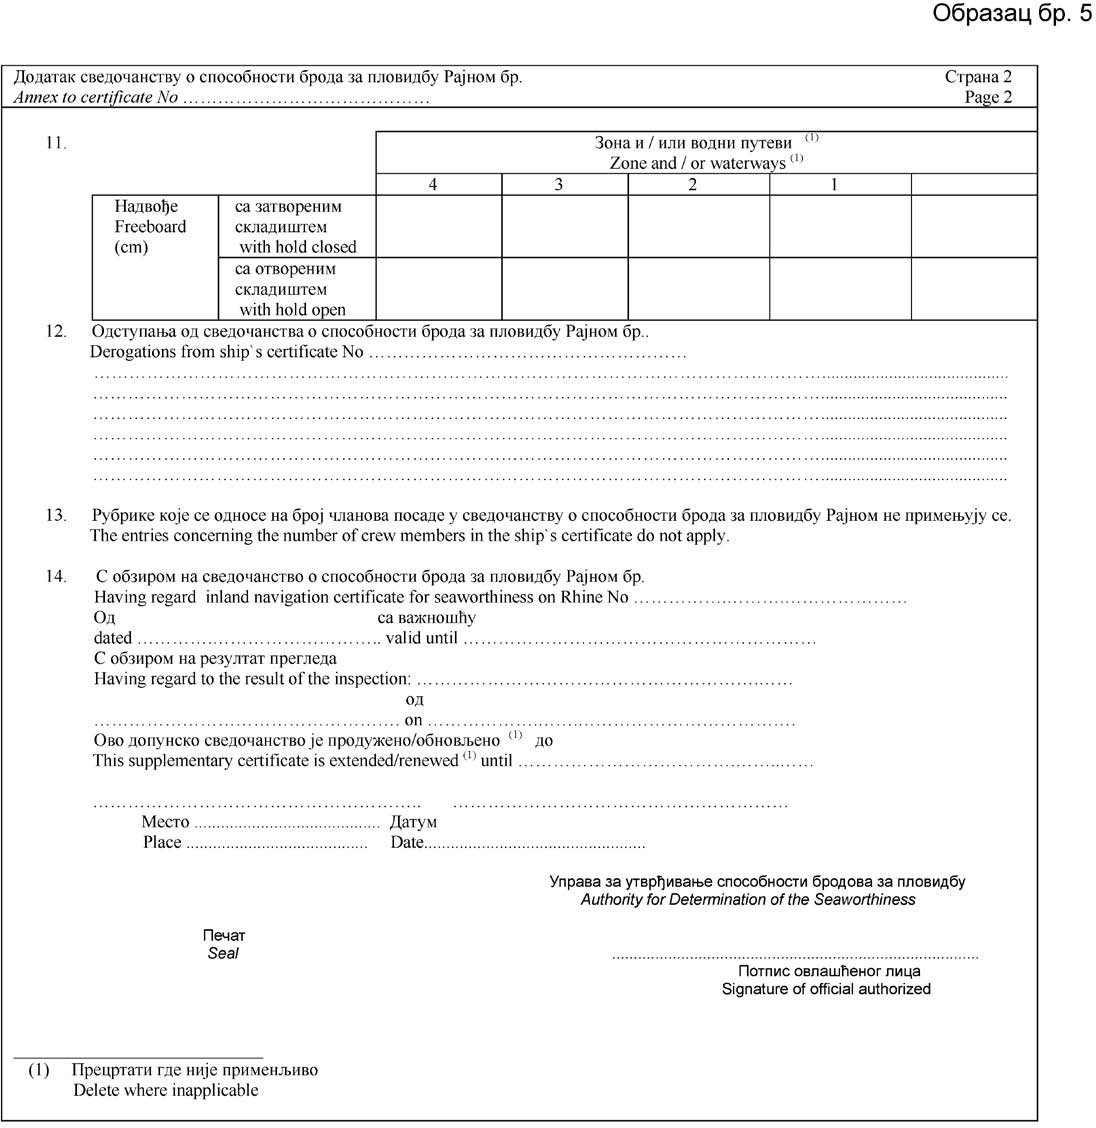 Образац бр. 5
Додатак сведочанству о способности брода за пловидбу Рајном бр. Страна 2
Annex to certificate No …………………………………… Page 2
11. Зона и / или водни путеви (1)
Zone and / or waterways (1)
4 3 2 1
Надвође са затвореним
Freeboard складиштем
(cm) with hold closed
са отвореним
складиштем
with hold open
12. Одступања од сведочанства о способности брода за пловидбу Рајном бр..
Derogations from ship`s certificate No ………………………………………………
……………………………………………………………………………………………………………
……………………………………………………………………………………………………………
……………………………………………………………………………………………………………
……………………………………………………………………………………………………………
……………………………………………………………………………………………………………
……………………………………………………………………………………………………………
13. Рубрике које се односе на број чланова посаде у сведочанству о способности брода за пловидбу Рајном не примењују се.
The entries concerning the number of crew members in the ship`s certificate do not apply.
14. С обзиром на сведочанство о способности брода за пловидбу Рајном бр.
Having regard inland navigation certificate for seaworthiness on Rhine No ……………………………………
Од са важношћу
dated ………………………………….. valid until ……………………………………………………
С обзиром на резултат прегледа
Having regard to the result of the inspection: ………………………………………………………
од
……………………………………………. on ……………………………………………………
Ово допунско сведочанство је продужено/обновљено (1) до
This supplementary certificate is extended/renewed (1) until ……………………………………………
……………………………………………….. …………………………………………………
Место .......................................... Датум
Place ......................................... Date..................................................
Управа за утврђивање способности бродова за пловидбу
Authority for Determination of the Seaworthiness
Печат
Seal
....................................................................................
Потпис овлашћеног лица
Signature of official authorized
(1) Прецртати где није применљиво
Delete where inapplicable